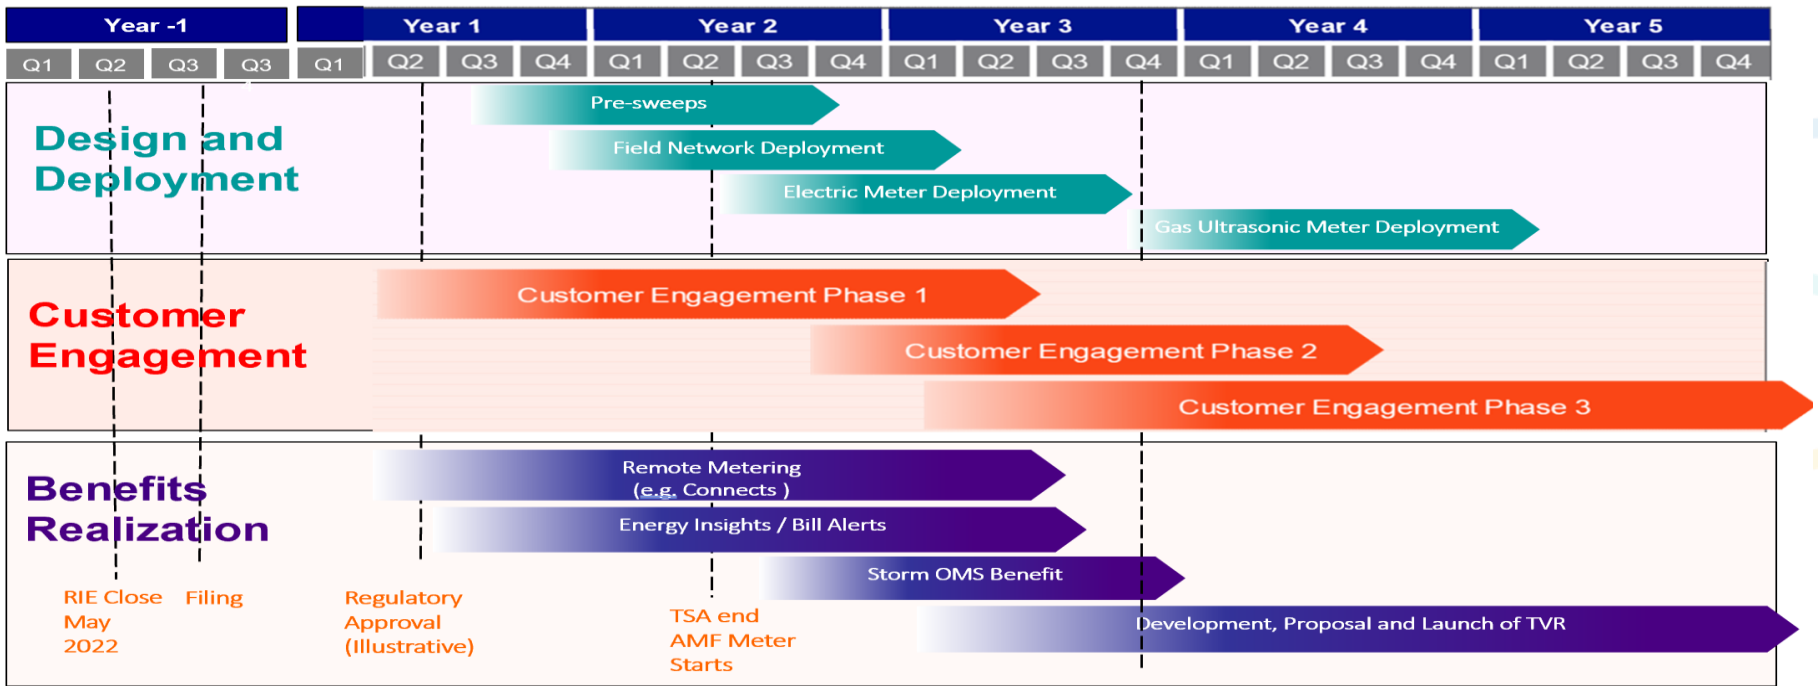 Year -1 Year 1 Year 2 Year 3 Year 4 Year 5
Q1 Q2 Q3 Q3 Q1 Q2 Q3 Q4 Q1 Q2 Q3 Q4 Q1 Q2 Q3 Q4 Q1 Q2 Q3 Q4 Q1 Q2 Q3 Q4
Design and
Deployment
Pre-sweeps
Field Network Deployment
Electric Meter Deployment
Gas Ultrasonic Meter Deployment
Customer
Engagement
Customer Engagement Phase 1
Customer Engagement Phase 2
Customer Engagement Phase 3
Benefits
Realization
Remote Metering
(e.g. Connects )
Energy Insights / Bill Alerts
Storm OMS Benefit
Development, Proposal and Launch of TVR
RIE Close
May
2022
Filing
Regulatory
Approval
(Illustrative)
TSA end
AMF Meter
Starts